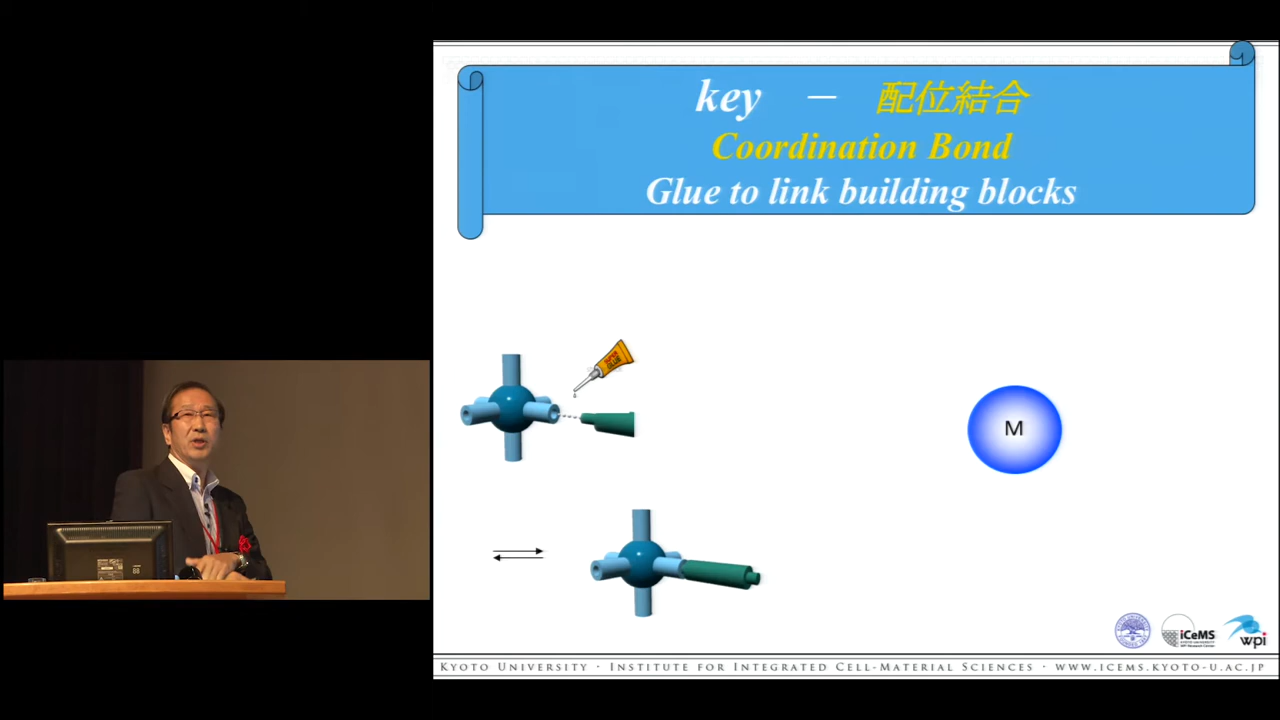 key － 配位結合
Coordination Bond
Glue to link building blocks
M
iCeMS
wpi
KYOTO UNIVERSITY · INSTITUTE FOR INTEGRATED CELL-MATERIAL SCIENCES · WWW.ICEMS.KYOTO-U.AC.JP